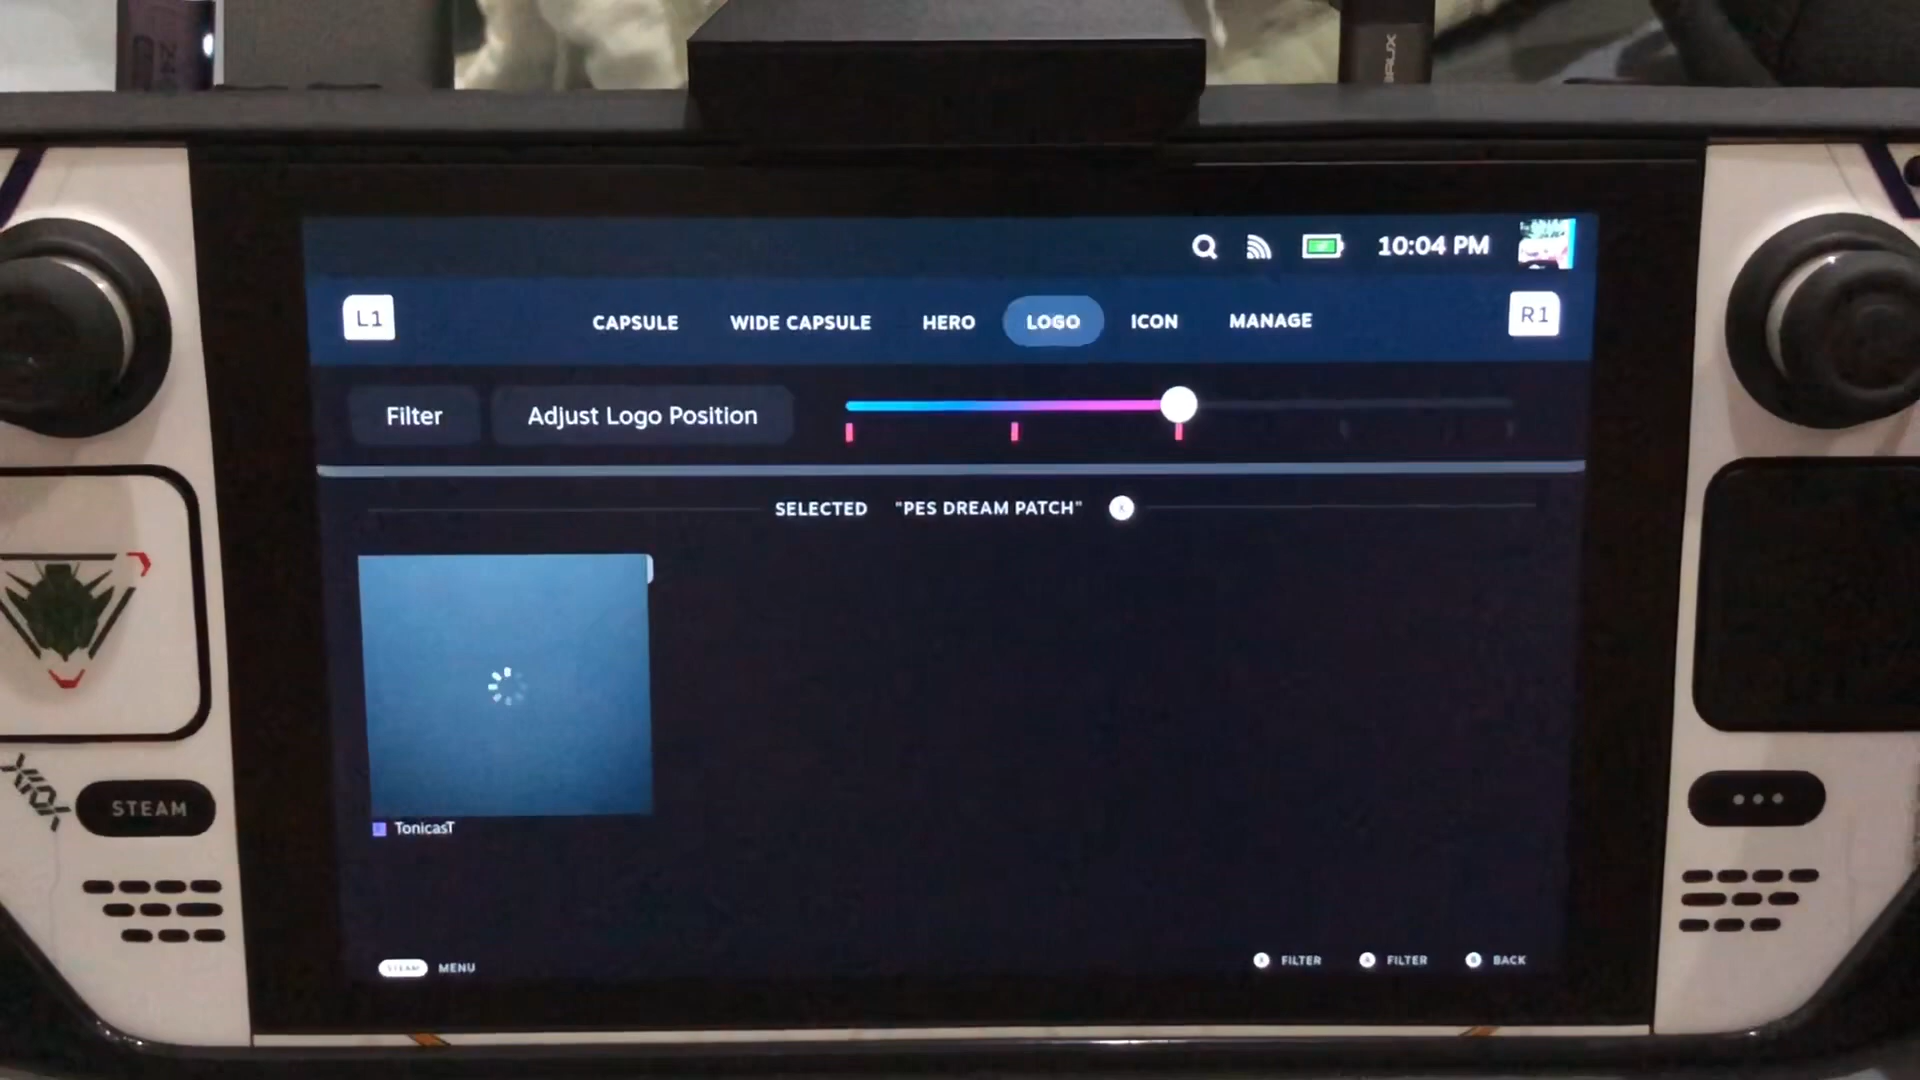 10:04 PM
L1
CAPSULE
WIDE CAPSULE
HERO
LOGO
ICON
MANAGE
R1
Filter
Adjust Logo Position
SELECTED "PES DREAM PATCH"
TonicasT
STEAM
STEAM MENU
FILTER
FILTER
BACK